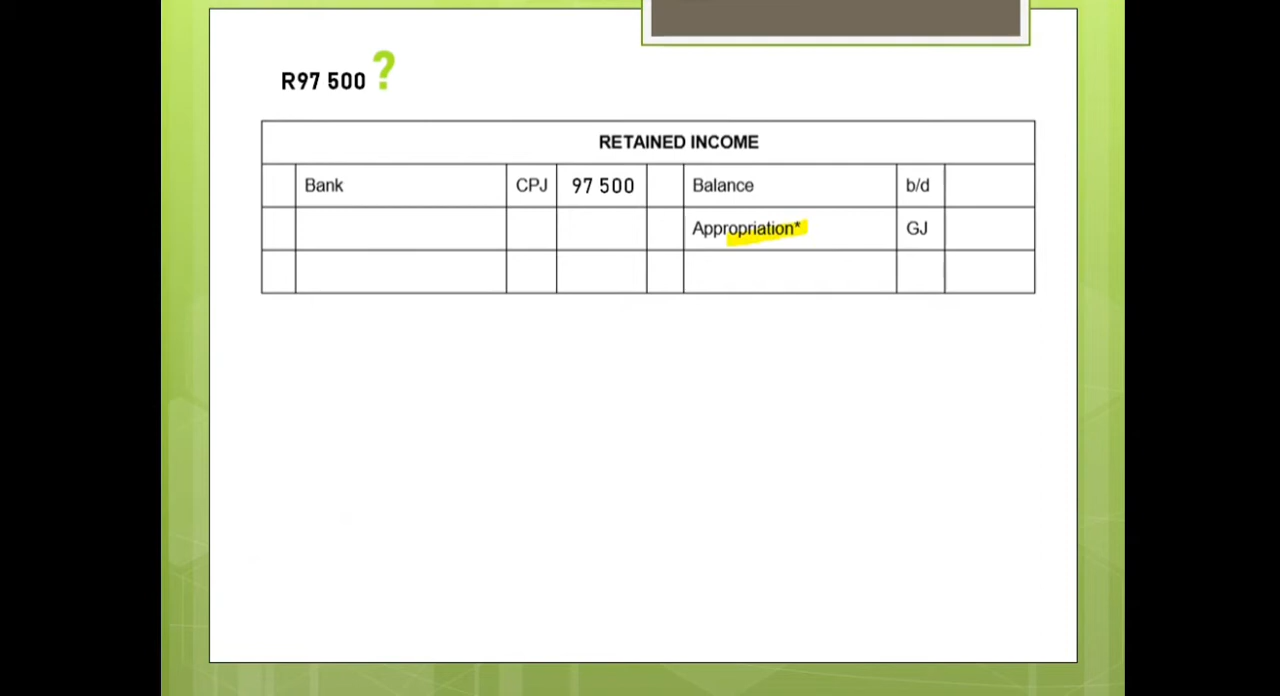 R97 500 ?
RETAINED INCOME
Bank CPJ 97 500 Balance b/d
Appropriation* GJ